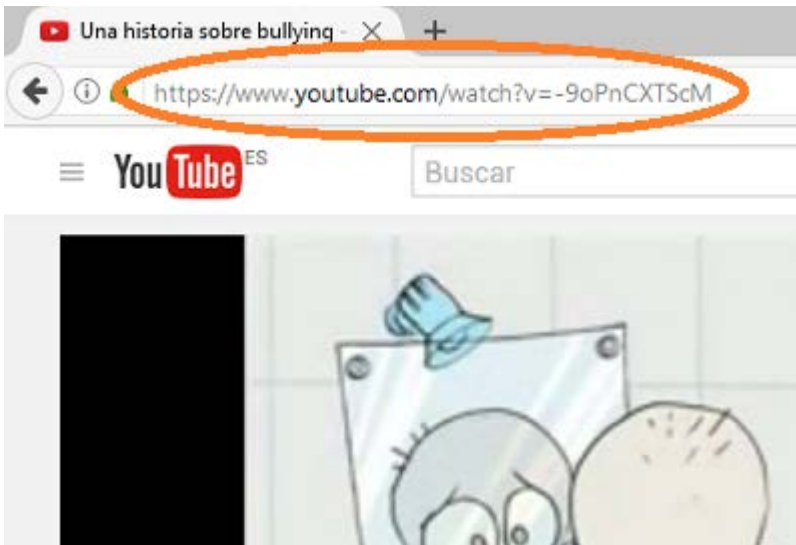 Una historia sobre bullying -
https://www.youtube.com/watch?v=-9oPnCXTScM
YouTube ES
Buscar